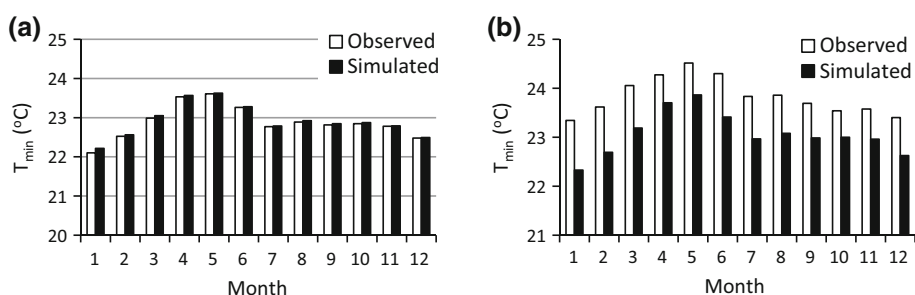 (a)
25
24
23
22
21
20
T_min (°C)
Observed
Simulated
1 2 3 4 5 6 7 8 9 10 11 12
Month
(b)
25
24
23
22
21
T_min (°C)
Observed
Simulated
1 2 3 4 5 6 7 8 9 10 11 12
Month